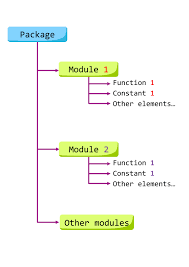 Package
Module 1
Function 1
Constant 1
Other elements…
Module 2
Function 1
Constant 1
Other elements…
Other modules